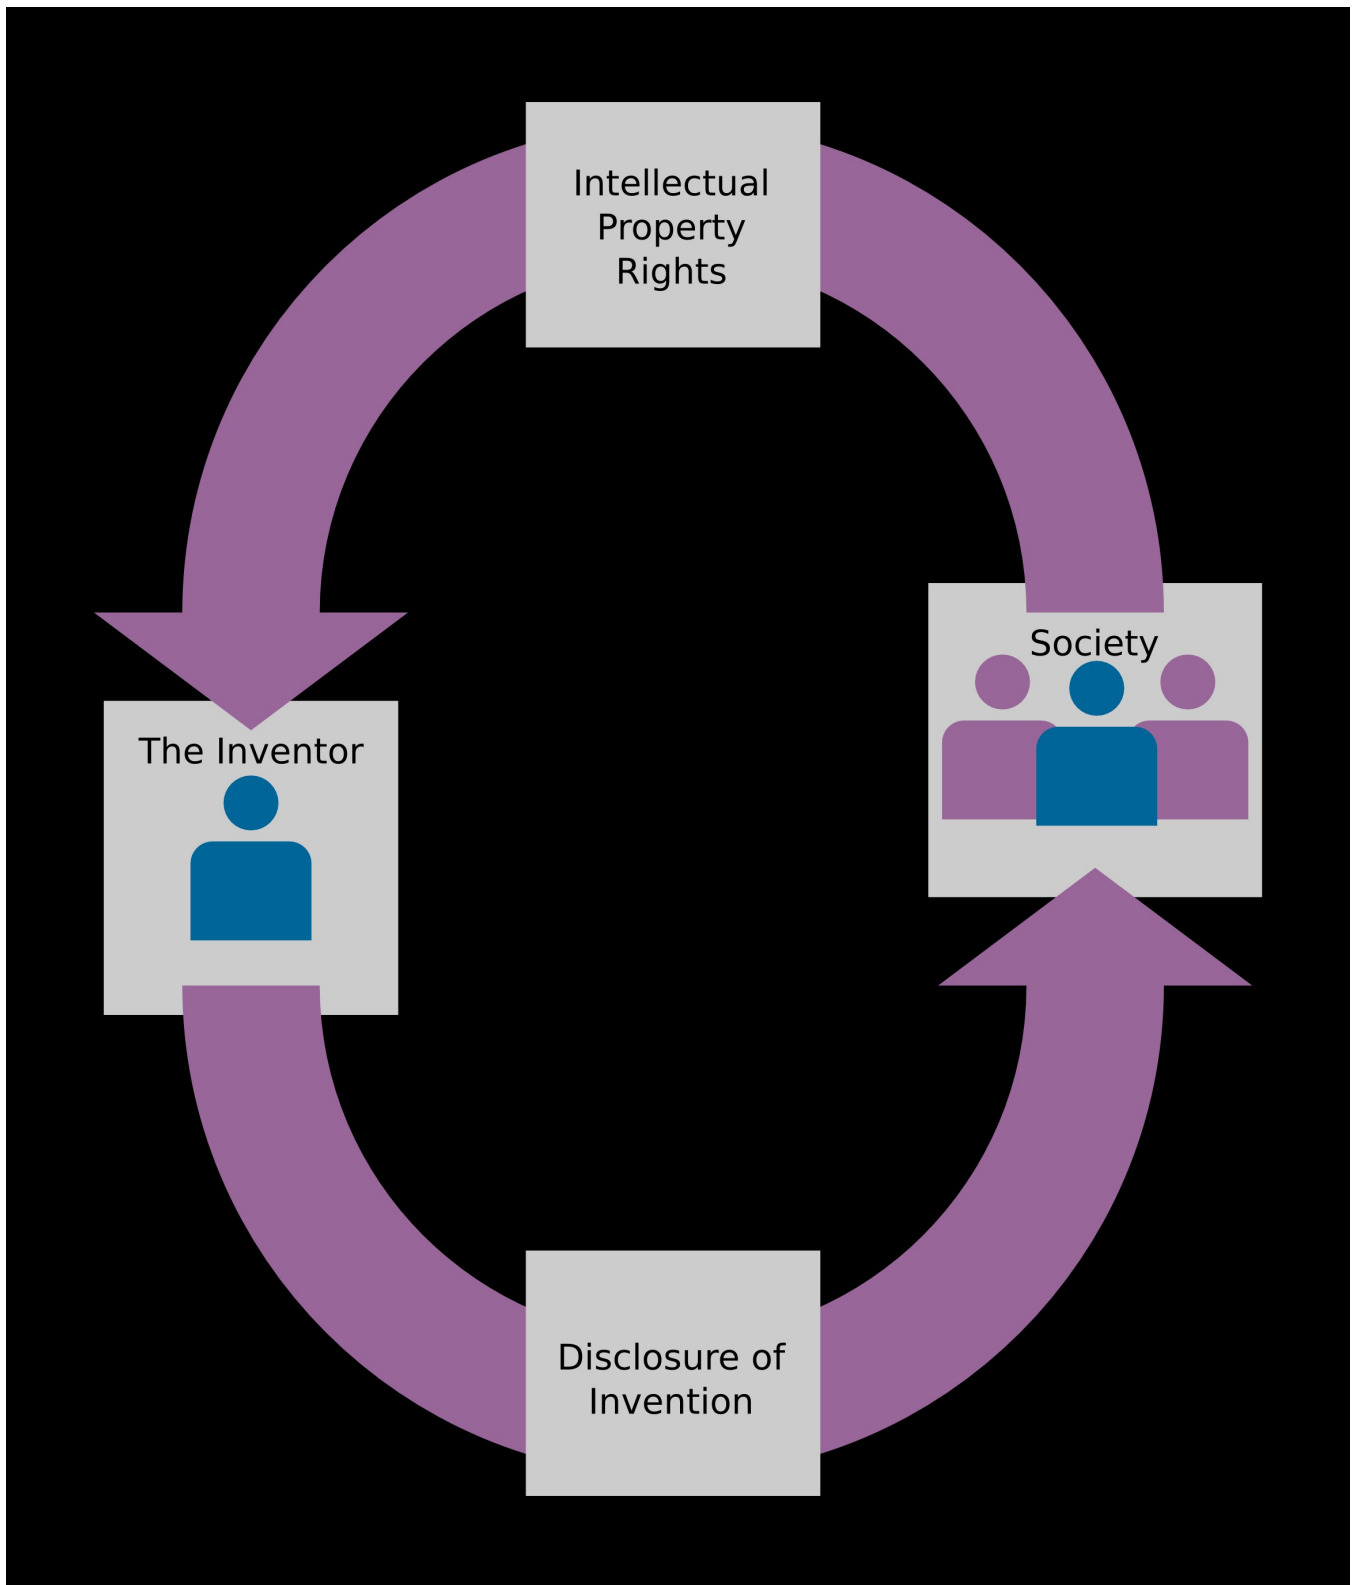 Intellectual
Property
Rights
Society
The Inventor
Disclosure of
Invention